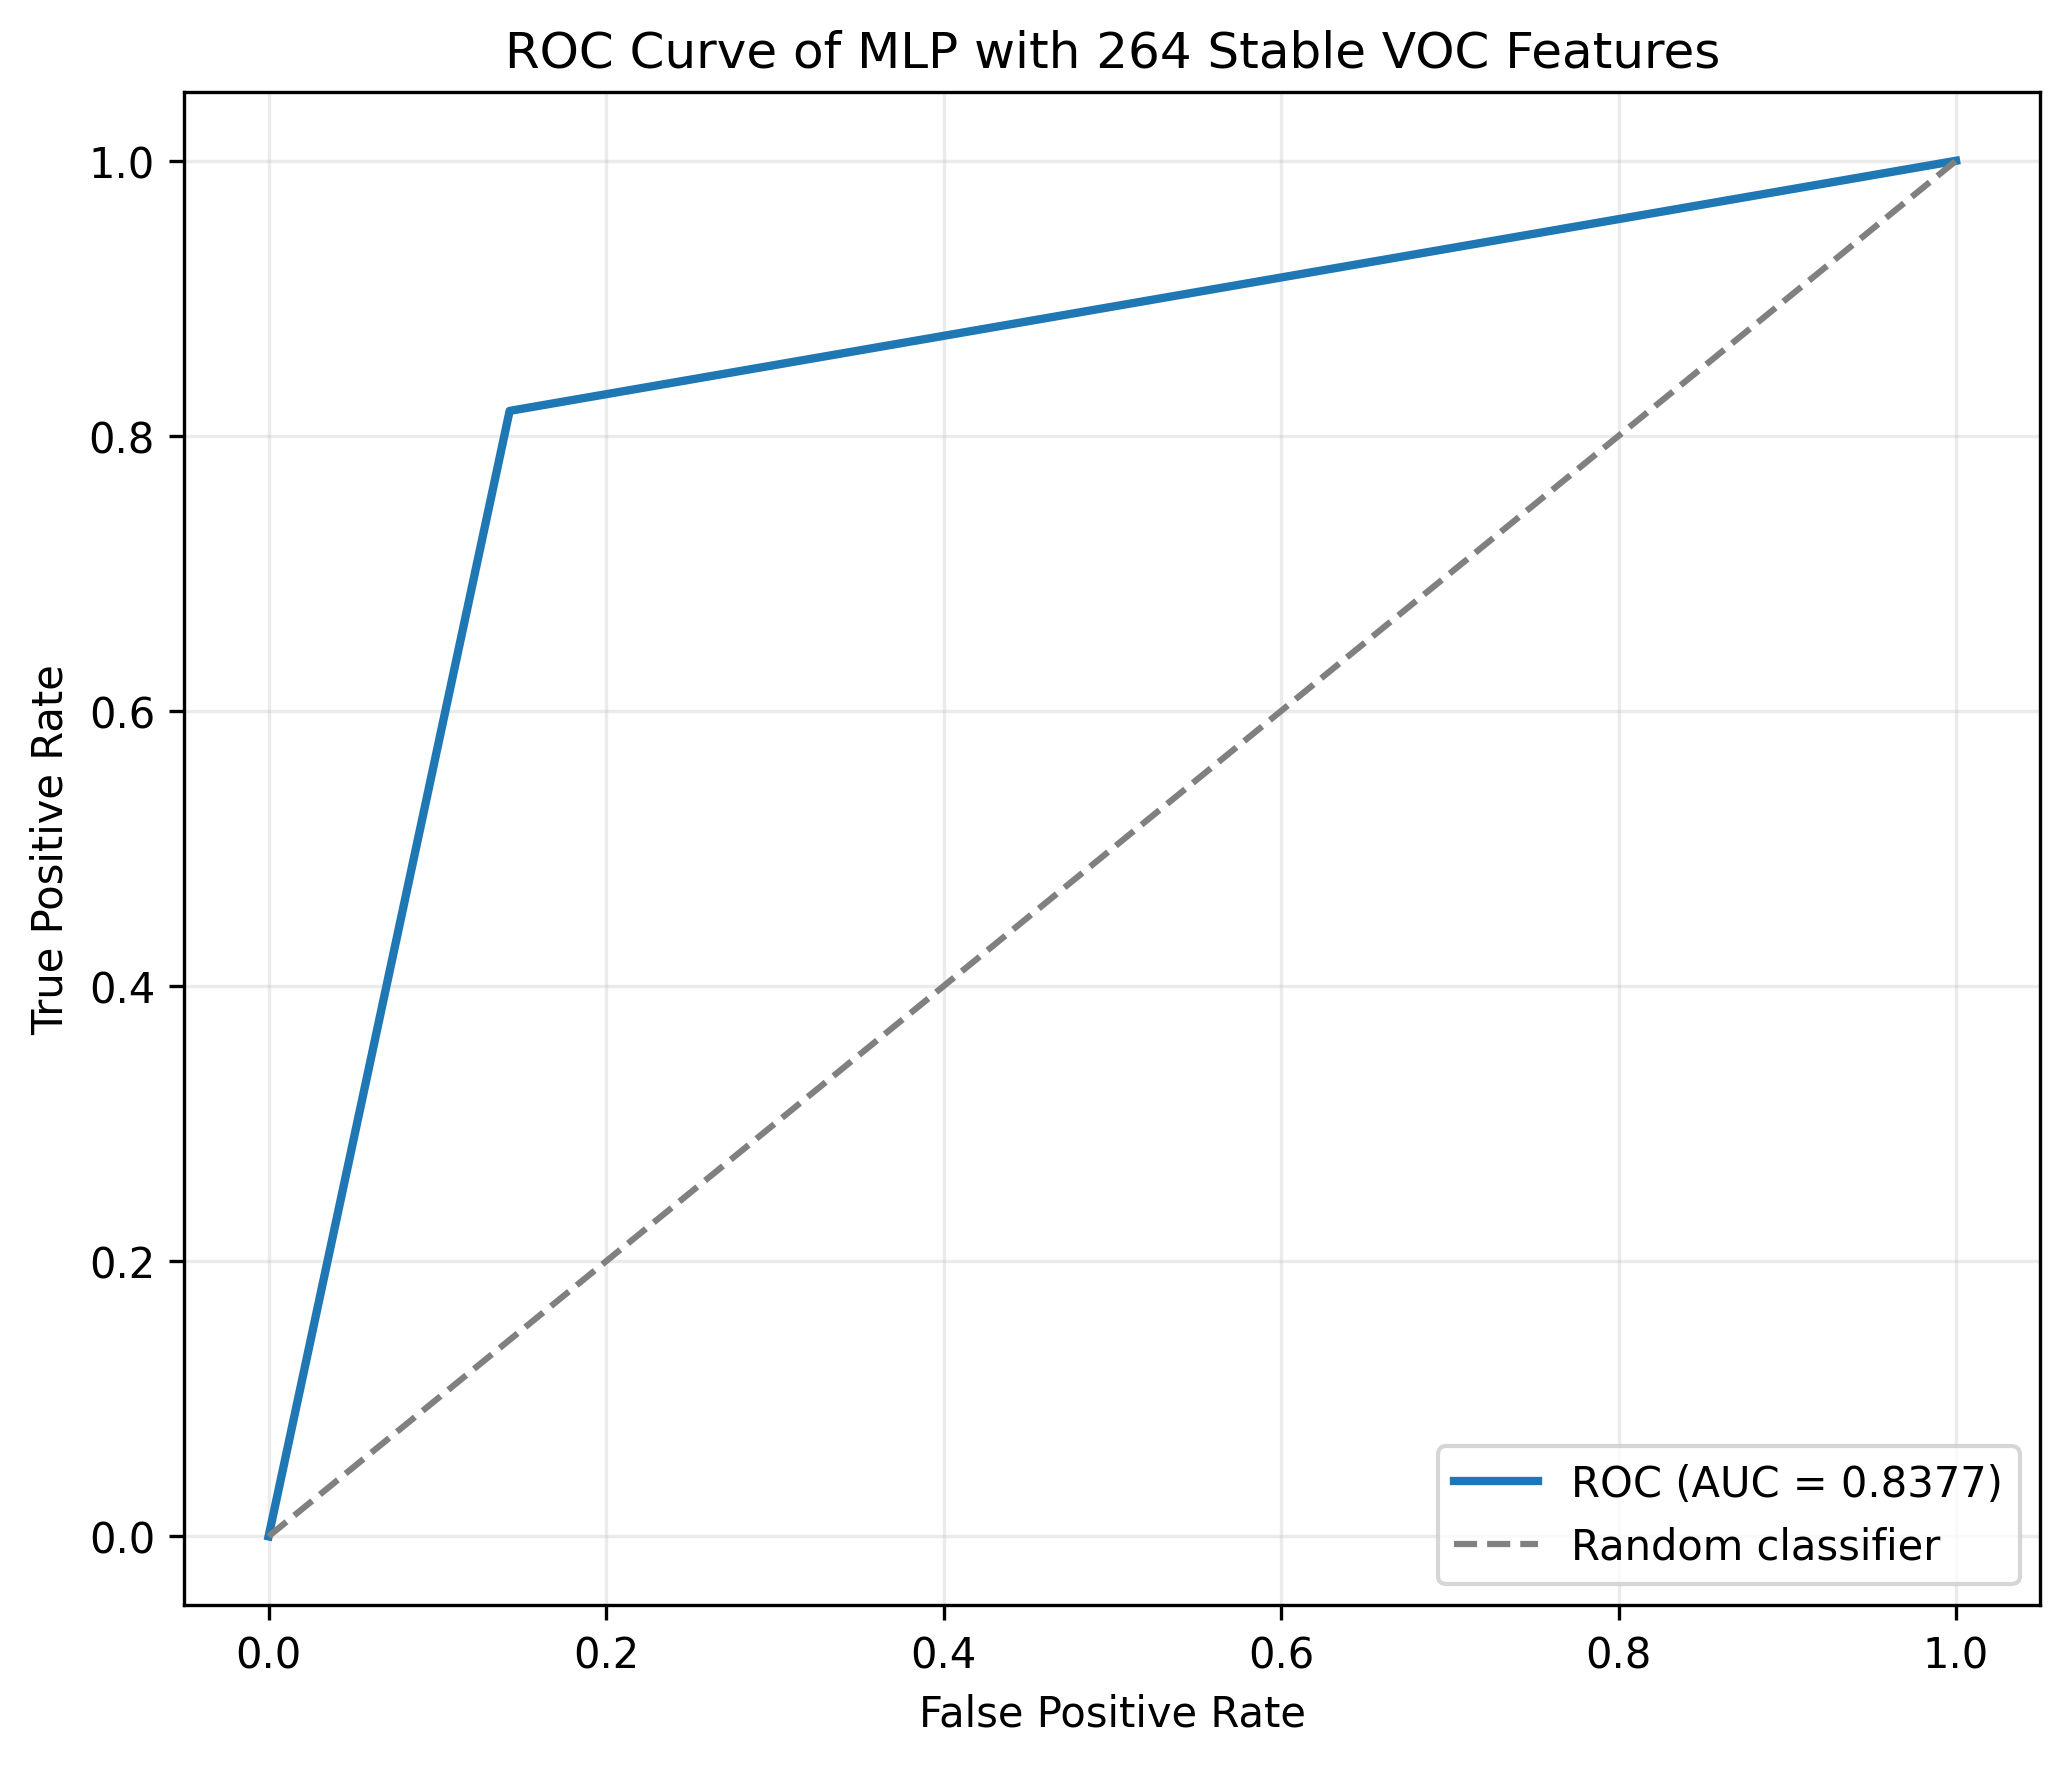 ROC Curve of MLP with 264 Stable VOC Features
True Positive Rate
1.0
0.8
0.6
0.4
0.2
0.0
ROC (AUC = 0.8377)
Random classifier
0.0 0.2 0.4 0.6 0.8 1.0
False Positive Rate